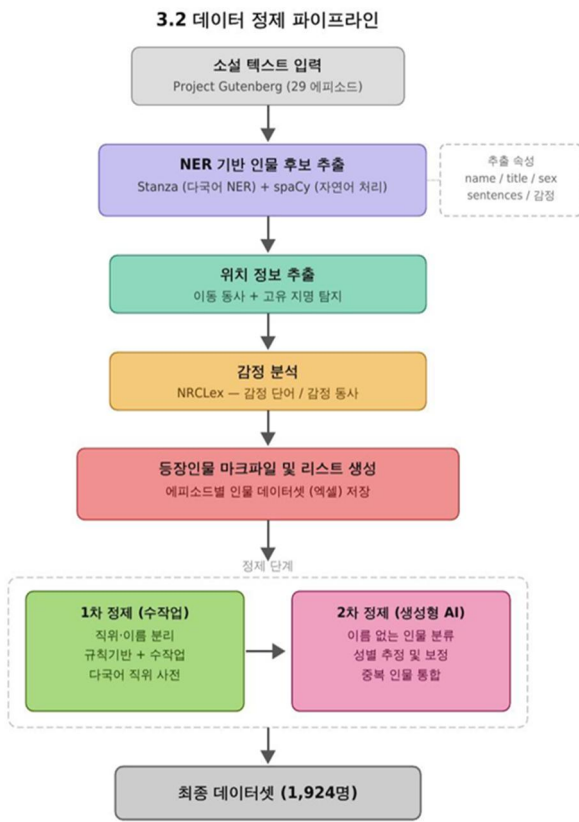 3.2 데이터 정제 파이프라인
소설 텍스트 입력
Project Gutenberg (29 에피소드)
NER 기반 인물 후보 추출
Stanza (다국어 NER) + spaCy (자연어 처리)
추출 속성
name / title / sex
sentences / 감정
위치 정보 추출
이동 동사 + 고유 지명 탐지
감정 분석
NRCLex — 감정 단어 / 감정 동사
등장인물 마크파일 및 리스트 생성
에피소드별 인물 데이터셋 (엑셀) 저장
정제 단계
1차 정제 (수작업)
직위·이름 분리
규칙기반 + 수작업
다국어 직위 사전
2차 정제 (생성형 AI)
이름 없는 인물 분류
성별 추정 및 보정
중복 인물 통합
최종 데이터셋 (1,924명)